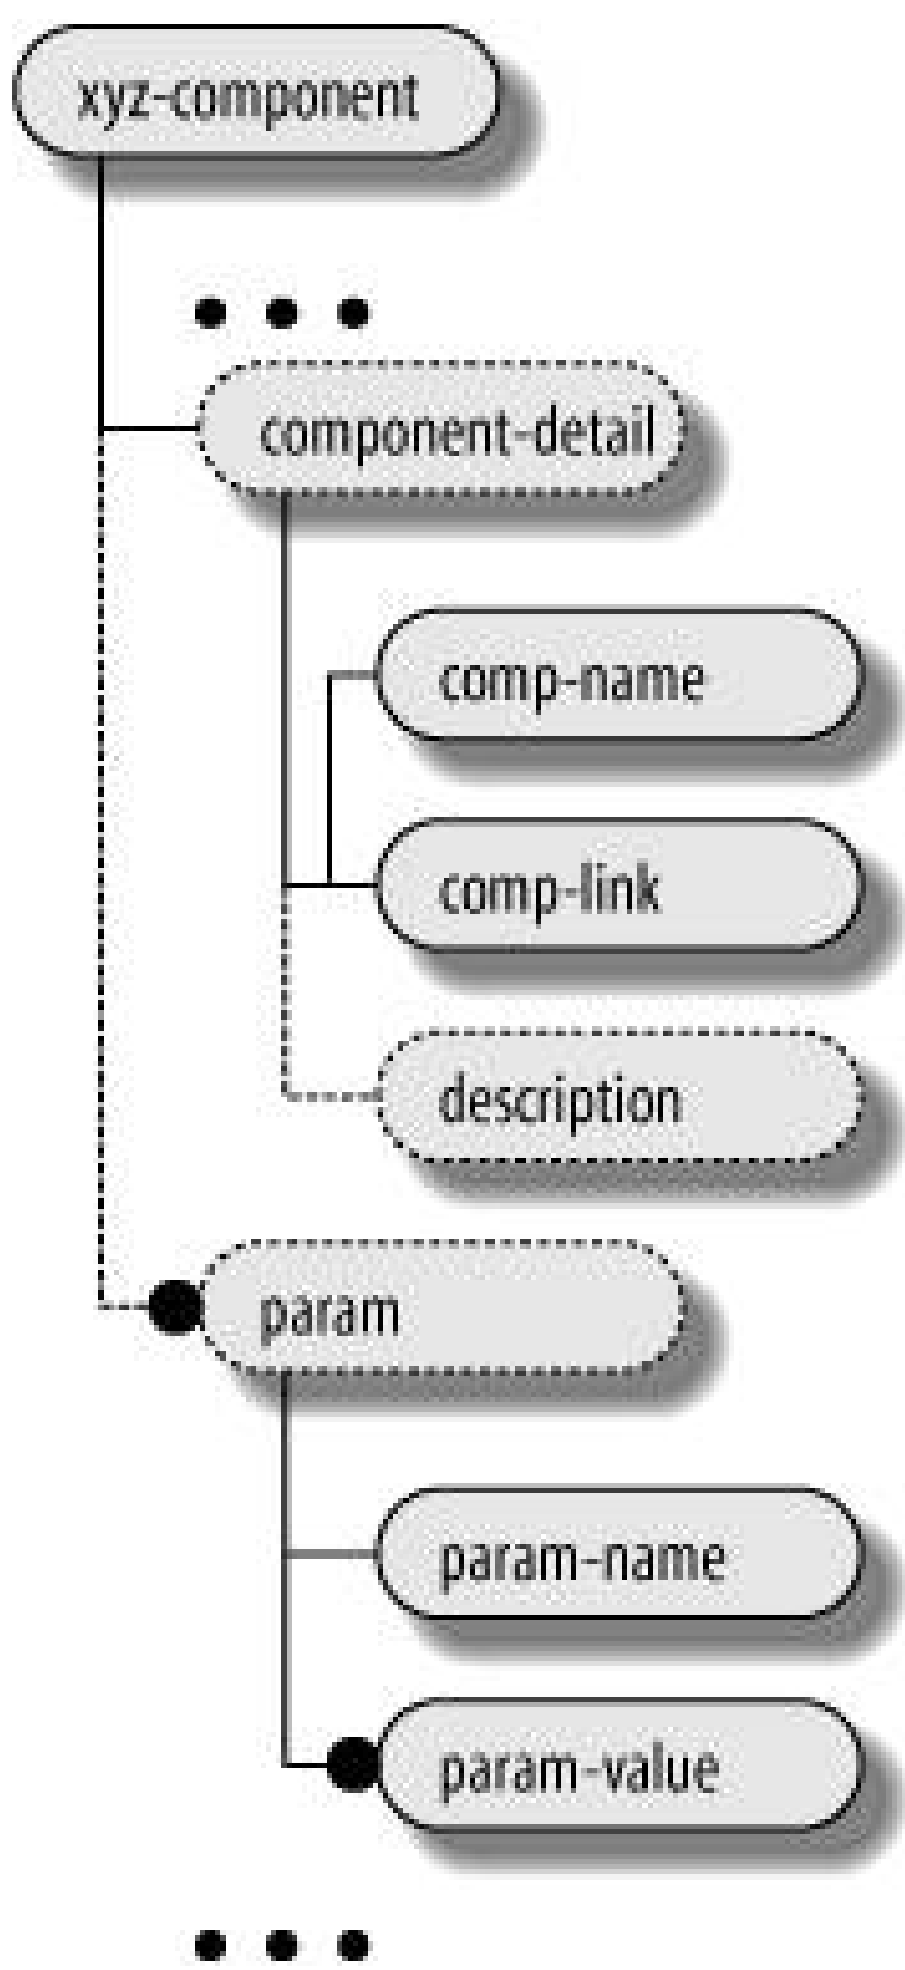 xyz-component
component-detail
comp-name
comp-link
description
param
param-name
param-value